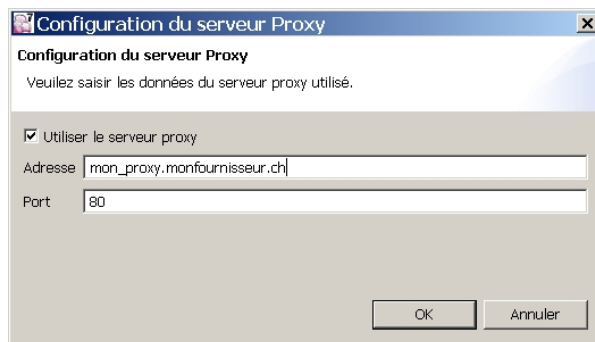 Configuration du serveur Proxy
Configuration du serveur Proxy
Veuilez saisir les données du serveur proxy utilisé.
Utiliser le serveur proxy
Adresse mon_proxy.monfournisseur.ch
Port 80
OK Annuler